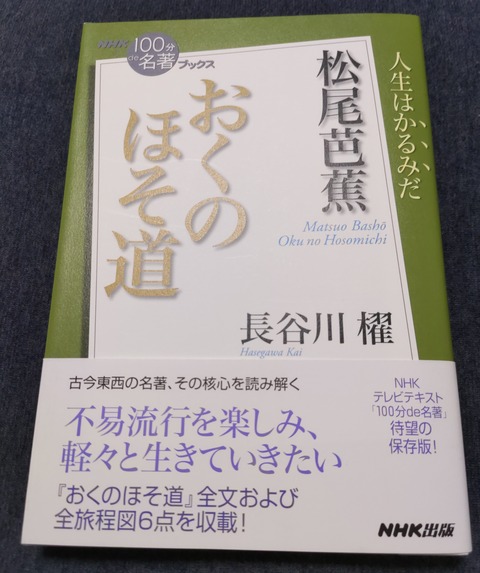 人生はかるみだ
NHK 100分
de名著 ブックス
松尾芭蕉
おくの
ほそ道
Matsuo Bashō
Oku no Hosomichi
長谷川 櫂
Hasegawa Kai
古今東西の名著、その核心を読み解く
不易流行を楽しみ、
軽々と生きていきたい
『おくのほそ道』全文および
全旅程図6点を収載!
NHK
テレビテキスト
「100分de名著」
待望の
保存版!
NHK出版